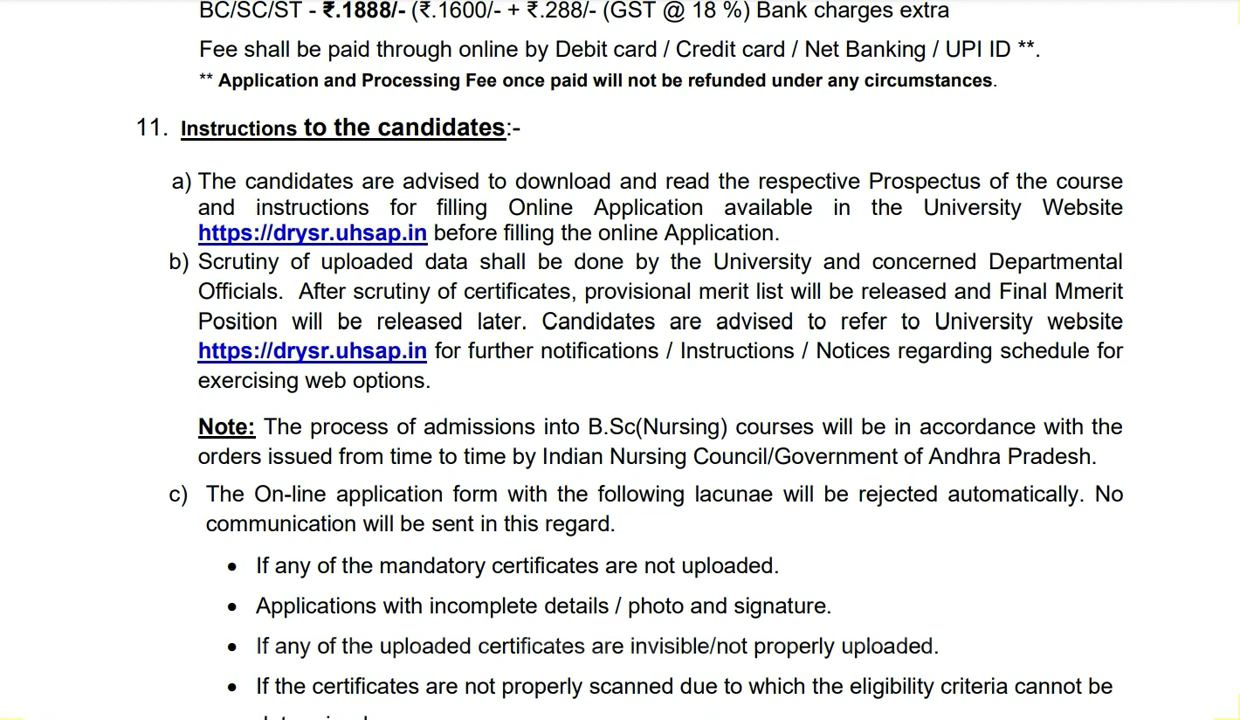 BC/SC/ST - ₹.1888/- (₹.1600/- + ₹.288/- (GST @ 18 %) Bank charges extra
Fee shall be paid through online by Debit card / Credit card / Net Banking / UPI ID **.
** Application and Processing Fee once paid will not be refunded under any circumstances.
11. Instructions to the candidates:-
a) The candidates are advised to download and read the respective Prospectus of the course
and instructions for filling Online Application available in the University Website
https://drysr.uhsap.in before filling the online Application.
b) Scrutiny of uploaded data shall be done by the University and concerned Departmental
Officials. After scrutiny of certificates, provisional merit list will be released and Final Mmerit
Position will be released later. Candidates are advised to refer to University website
https://drysr.uhsap.in for further notifications / Instructions / Notices regarding schedule for
exercising web options.
Note: The process of admissions into B.Sc(Nursing) courses will be in accordance with the
orders issued from time to time by Indian Nursing Council/Government of Andhra Pradesh.
c) The On-line application form with the following lacunae will be rejected automatically. No
communication will be sent in this regard.
• If any of the mandatory certificates are not uploaded.
• Applications with incomplete details / photo and signature.
• If any of the uploaded certificates are invisible/not properly uploaded.
• If the certificates are not properly scanned due to which the eligibility criteria cannot be